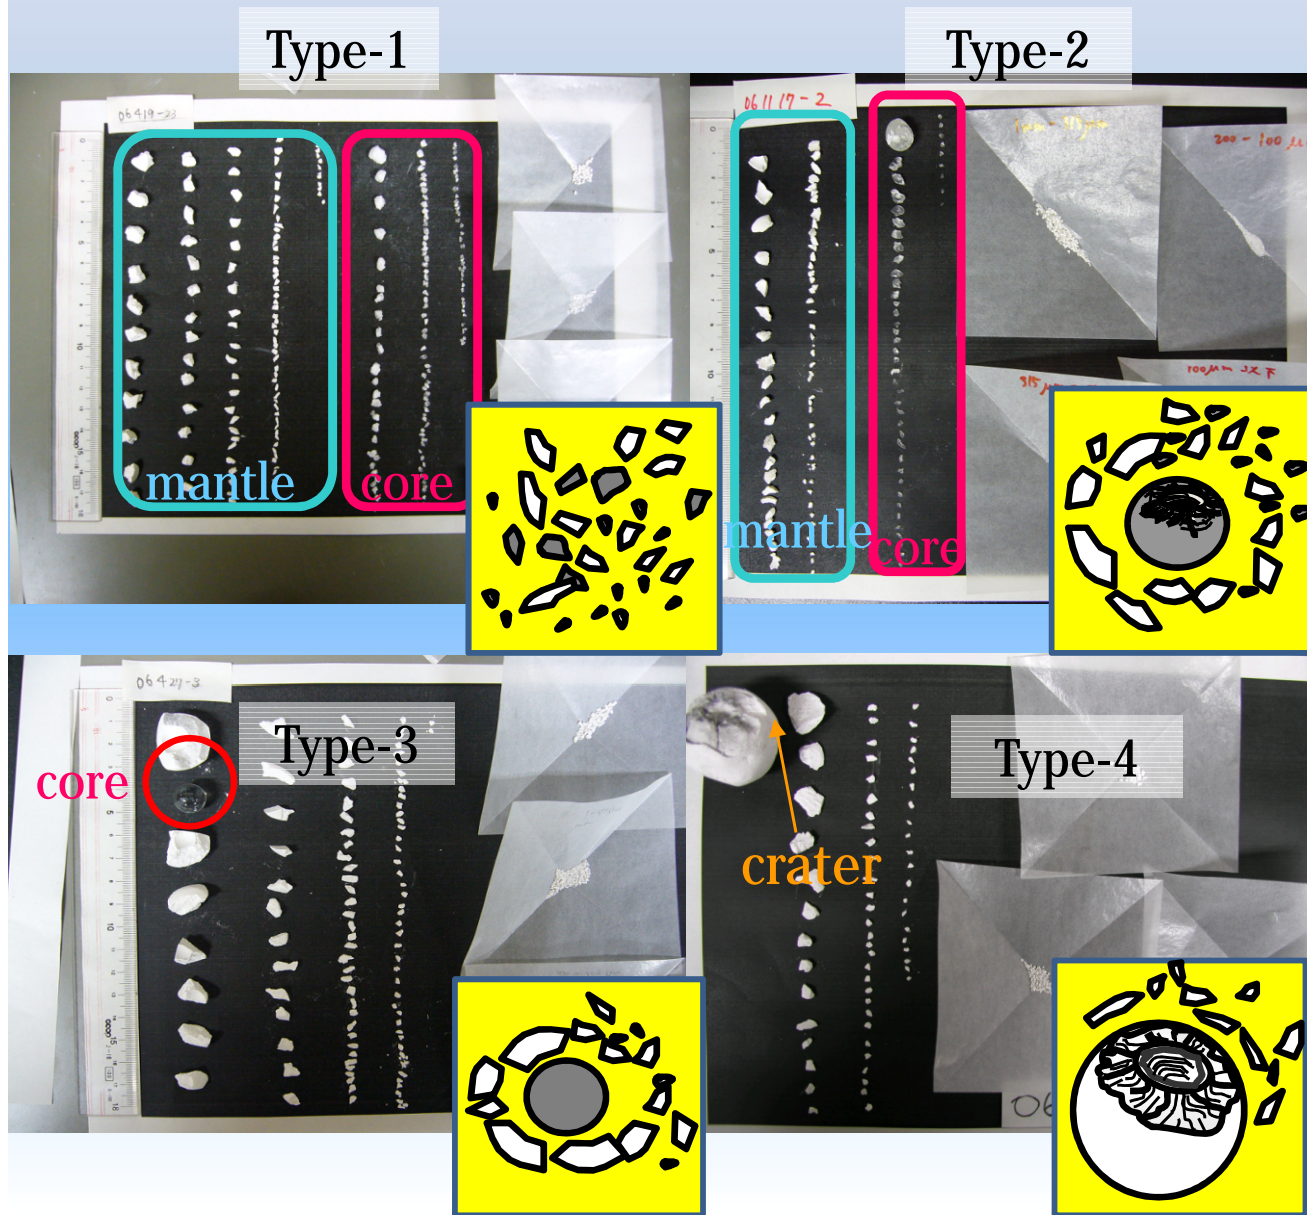 Type-1
Type-2
06419-23
061117-2
200-100 μ
mantle
core
mantle
core
100μm
06427-3
Type-3
core
Type-4
crater
06